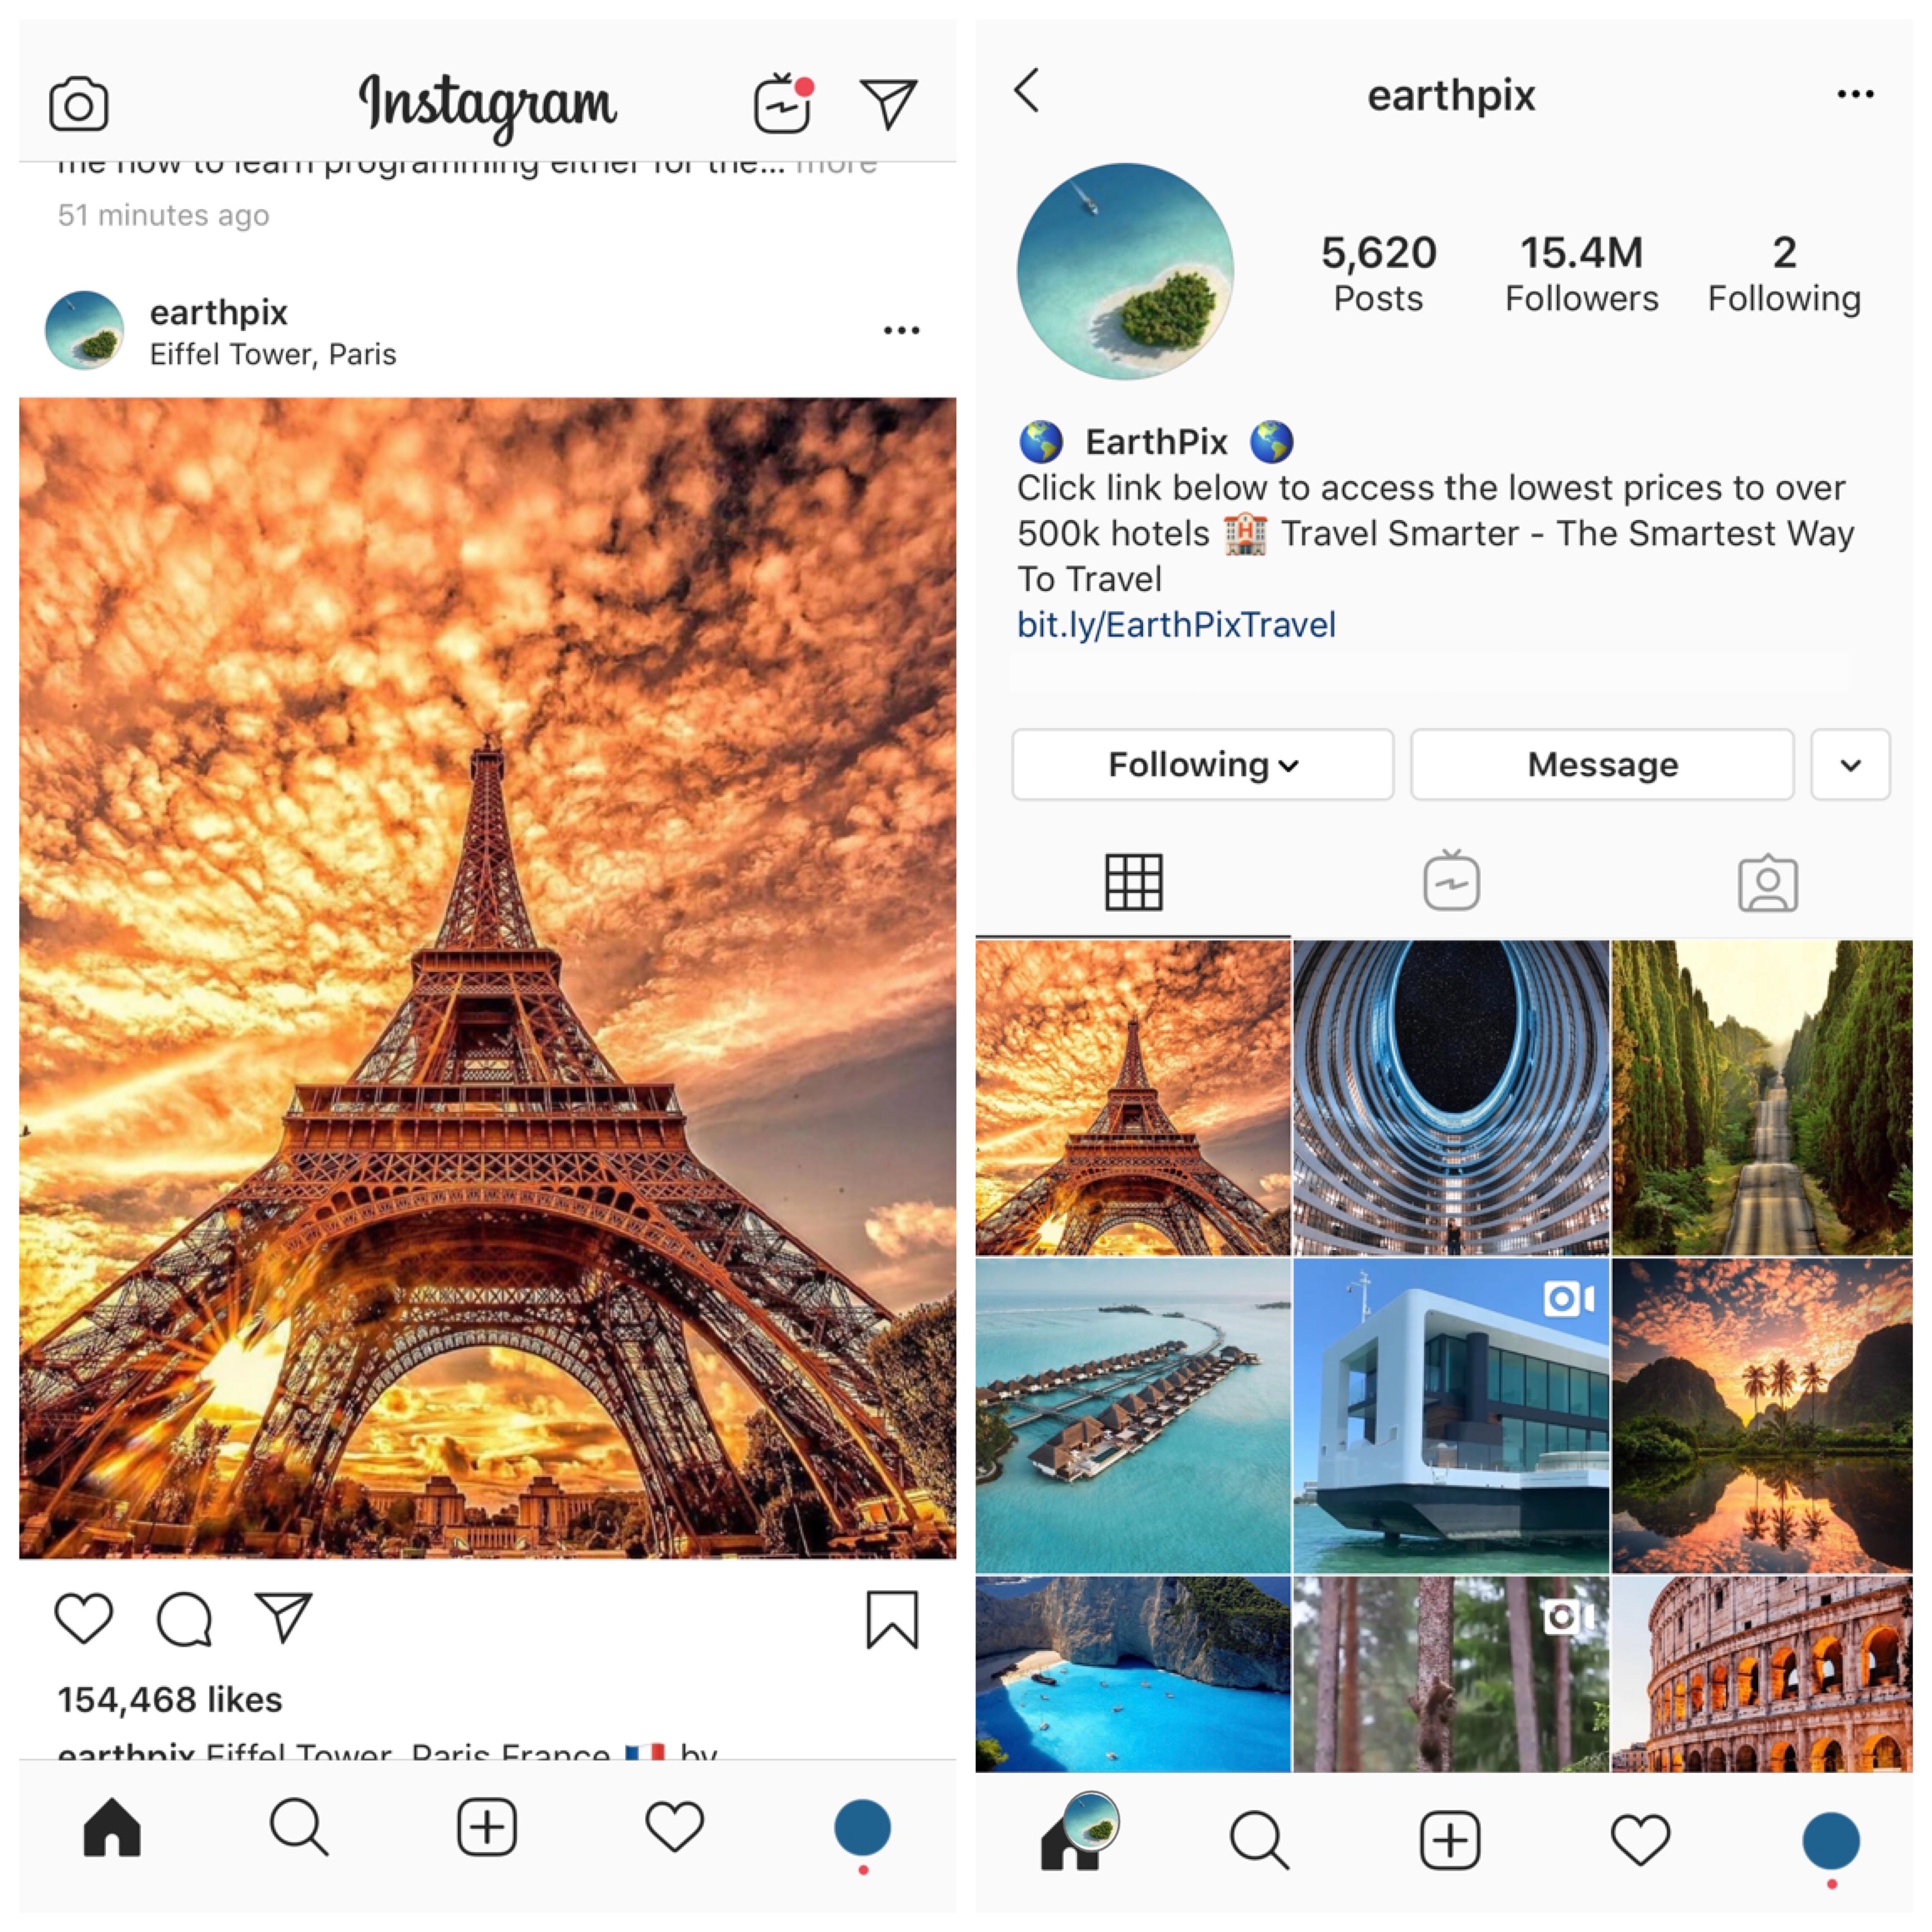 Instagram
me how to learn programming either for the... more
51 minutes ago
earthpix
Eiffel Tower, Paris
154,468 likes
earthpix Eiffel Tower, Paris France 🇫🇷 by
earthpix
5,620 15.4M 2
Posts Followers Following
🌎 EarthPix 🌎
Click link below to access the lowest prices to over
500k hotels 🏨 Travel Smarter - The Smartest Way
To Travel
bit.ly/EarthPixTravel
Following Message